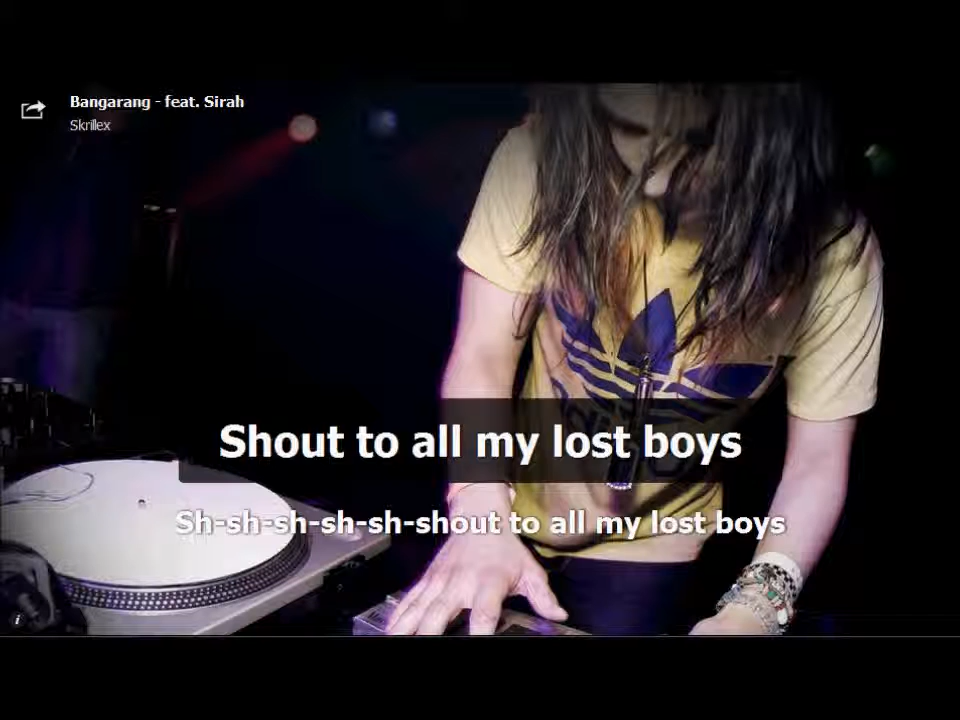 Bangarang - feat. Sirah
Skrillex
Shout to all my lost boys
Sh-sh-sh-sh-sh-shout to all my lost boys
i